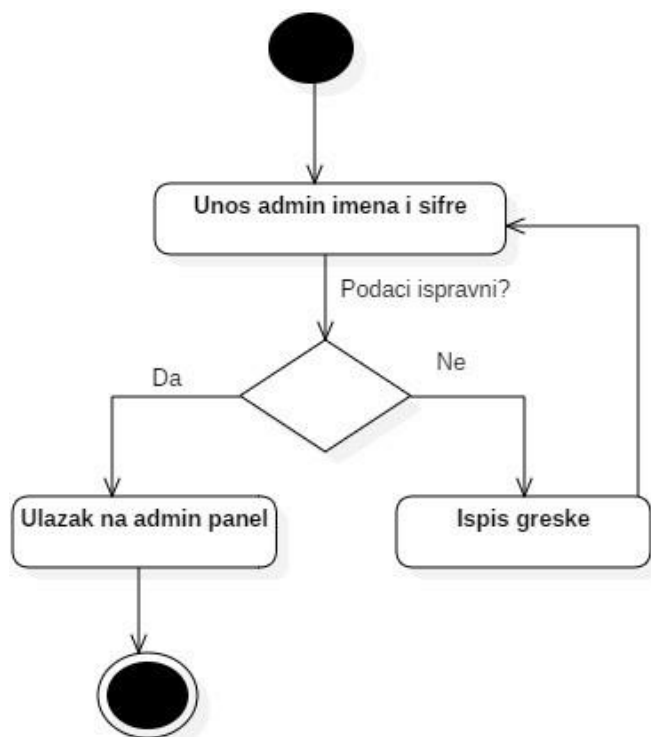 Unos admin imena i sifre
Podaci ispravni?
Da
Ne
Ulazak na admin panel
Ispis greske